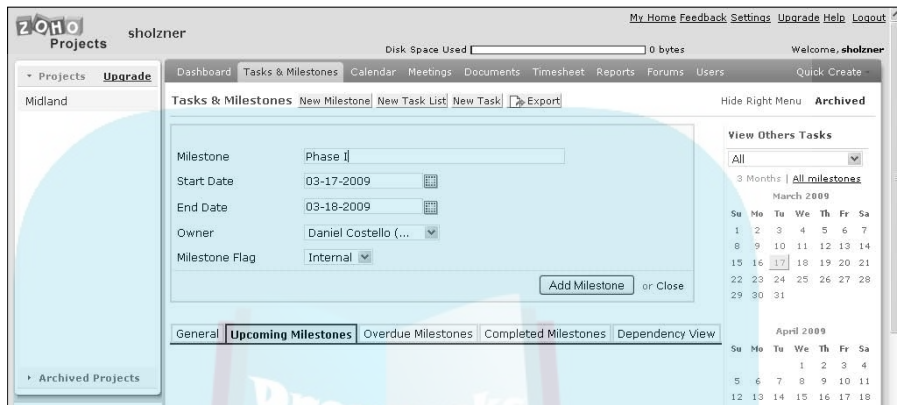 ZOHO Projects
sholzner
My Home Feedback Settings Upgrade Help Logout
Disk Space Used 0 bytes
Welcome, sholzner
Projects Upgrade
Midland
Archived Projects
Dashboard Tasks & Milestones Calendar Meetings Documents Timesheet Reports Forums Users Quick Create
Tasks & Milestones New Milestone New Task List New Task Export
Hide Right Menu Archived
Milestone Phase I
Start Date 03-17-2009
End Date 03-18-2009
Owner Daniel Costello (...
Milestone Flag Internal
Add Milestone or Close
General Upcoming Milestones Overdue Milestones Completed Milestones Dependency View
View Others Tasks
All
3 Months | All milestones
March 2009
Su Mo Tu We Th Fr Sa
1 2 3 4 5 6 7
8 9 10 11 12 13 14
15 16 17 18 19 20 21
22 23 24 25 26 27 28
29 30 31
April 2009
Su Mo Tu We Th Fr Sa
1 2 3 4
5 6 7 8 9 10 11
12 13 14 15 16 17 18